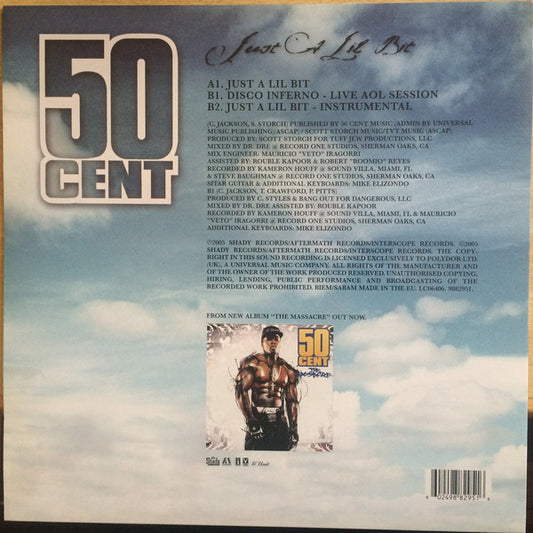 50
CENT
Just A Lil Bit
A1. JUST A LIL BIT
B1. DISCO INFERNO - LIVE AOL SESSION
B2. JUST A LIL BIT - INSTRUMENTAL
(C. JACKSON, S. STORCH) PUBLISHED BY 50 CENT MUSIC (ADMIN BY UNIVERSAL
MUSIC PUBLISHING; ASCAP) / SCOTT STORCH MUSIC/TVT MUSIC (ASCAP)
PRODUCED BY: SCOTT STORCH FOR TUFF JEW PRODUCTIONS, LLC.
MIXED BY DR. DRE @ RECORD ONE STUDIOS, SHERMAN OAKS, CA
MIX ENGINEER: MAURICIO "VETO" IRAGORRI
ASSISTED BY: ROUBLE KAPOOR & ROBERT "ROOMIO" REYES
RECORDED BY KAMERON HOUFF @ SOUND VILLA, MIAMI, FL
& STEVE BAUGHMAN @ RECORD ONE STUDIOS, SHERMAN OAKS, CA
SITAR GUITAR & ADDITIONAL KEYBOARDS: MIKE ELIZONDO
B1 (C. JACKSON, T. CRAWFORD, P. PITTS)
PRODUCED BY C. STYLES & BANG OUT FOR DANGEROUS, LLC
MIXED BY DR. DRE ASSISTED BY: ROUBLE KAPOOR
RECORDED BY KAMERON HOUFF @ SOUND VILLA, MIAMI, FL & MAURICIO
"VETO" IRAGORRI @ RECORD ONE STUDIOS, SHERMAN OAKS, CA
ADDITIONAL KEYBOARDS: MIKE ELIZONDO
℗2005 SHADY RECORDS/AFTERMATH RECORDS/INTERSCOPE RECORDS. ©2005
SHADY RECORDS/AFTERMATH RECORDS/INTERSCOPE RECORDS. THE COPY-
RIGHT IN THIS SOUND RECORDING IS LICENSED EXCLUSIVELY TO POLYDOR LTD.
(UK), A UNIVERSAL MUSIC COMPANY. ALL RIGHTS OF THE MANUFACTURER AND
OF THE OWNER OF THE WORK PRODUCED RESERVED. UNAUTHORISED COPYING,
HIRING, LENDING, PUBLIC PERFORMANCE AND BROADCASTING OF THE
RECORDED WORK PROHIBITED. BIEM/SABAM MADE IN THE EU. LC06406. 9882951.
FROM NEW ALBUM "THE MASSACRE" OUT NOW.
50
CENT
THE
MASSACRE
Shady
G Unit
6 02498 82951 6